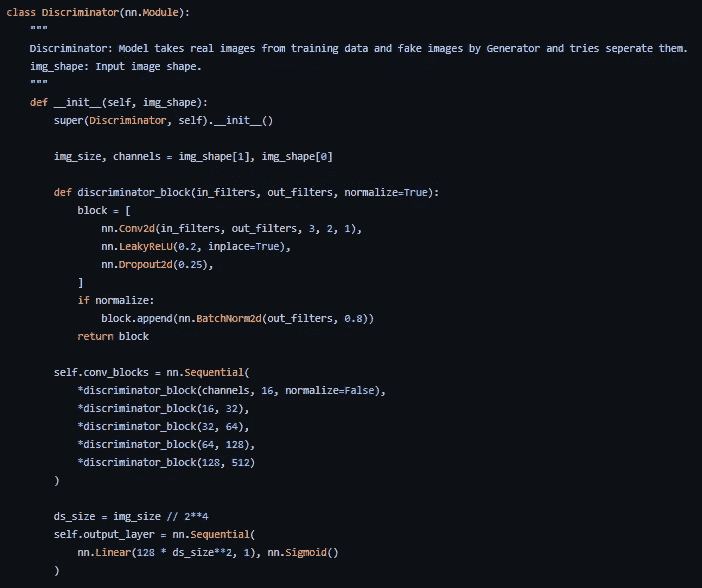 class Discriminator(nn.Module):
    """
    Discriminator: Model takes real images from training data and fake images by Generator and tries seperate them.
    img_shape: Input image shape.
    """
    def __init__(self, img_shape):
        super(Discriminator, self).__init__()

        img_size, channels = img_shape[1], img_shape[0]

        def discriminator_block(in_filters, out_filters, normalize=True):
            block = [
                nn.Conv2d(in_filters, out_filters, 3, 2, 1),
                nn.LeakyReLU(0.2, inplace=True),
                nn.Dropout2d(0.25),
            ]
            if normalize:
                block.append(nn.BatchNorm2d(out_filters, 0.8))
            return block

        self.conv_blocks = nn.Sequential(
            *discriminator_block(channels, 16, normalize=False),
            *discriminator_block(16, 32),
            *discriminator_block(32, 64),
            *discriminator_block(64, 128),
            *discriminator_block(128, 512)
        )

        ds_size = img_size // 2**4
        self.output_layer = nn.Sequential(
            nn.Linear(128 * ds_size**2, 1), nn.Sigmoid()
        )